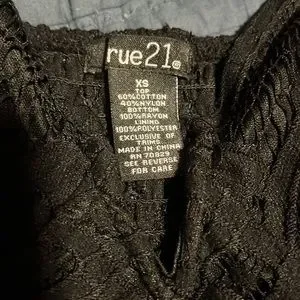 rue21®
XS
TOP
60%COTTON
40%NYLON
BOTTOM
100%RAYON
LINING
100%POLYESTER
EXCLUSIVE OF
TRIMS
MADE IN CHINA
RN 70829
SEE REVERSE
FOR CARE